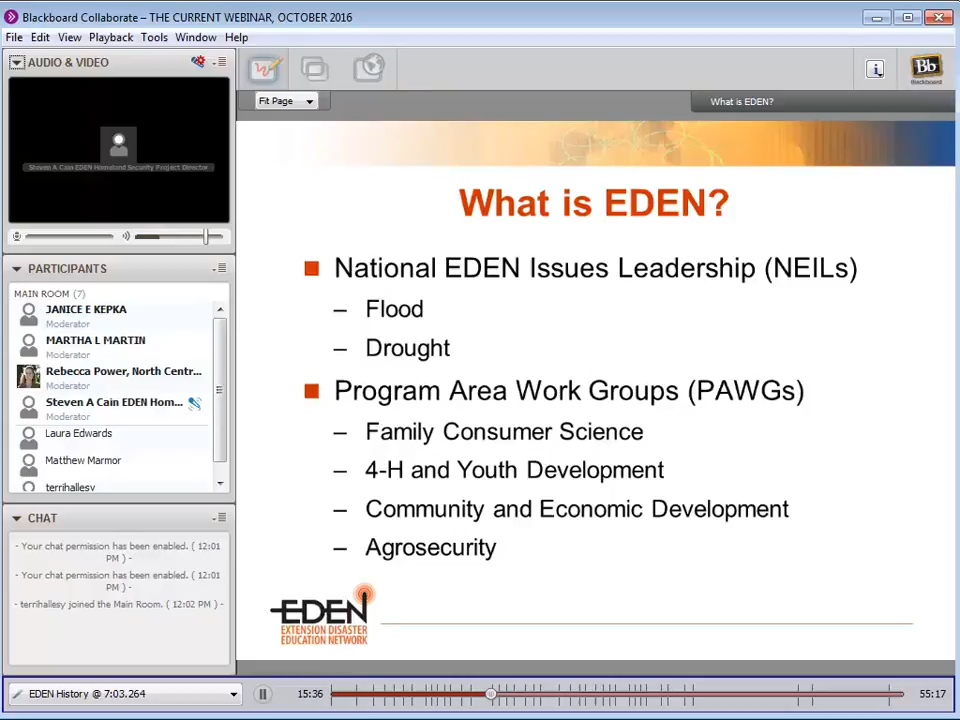 Blackboard Collaborate – THE CURRENT WEBINAR, OCTOBER 2016
File Edit View Playback Tools Window Help
AUDIO & VIDEO
Steven A Cain EDEN Homeland Security Project Director
PARTICIPANTS
MAIN ROOM (7)
JANICE E KEPKA
Moderator
MARTHA L MARTIN
Moderator
Rebecca Power, North Centr...
Moderator
Steven A Cain EDEN Hom...
Moderator
Laura Edwards
Matthew Marmor
terrihallesy
CHAT
- Your chat permission has been enabled. ( 12:01
PM ) -
- Your chat permission has been enabled. ( 12:01
PM ) -
- terrihallesy joined the Main Room. ( 12:02 PM ) -
Fit Page
What is EDEN?
i
Bb
Blackboard
What is EDEN?
National EDEN Issues Leadership (NEILs)
– Flood
– Drought
Program Area Work Groups (PAWGs)
– Family Consumer Science
– 4-H and Youth Development
– Community and Economic Development
– Agrosecurity
EDEN
EXTENSION DISASTER
EDUCATION NETWORK
EDEN History @ 7:03.264
15:36
55:17